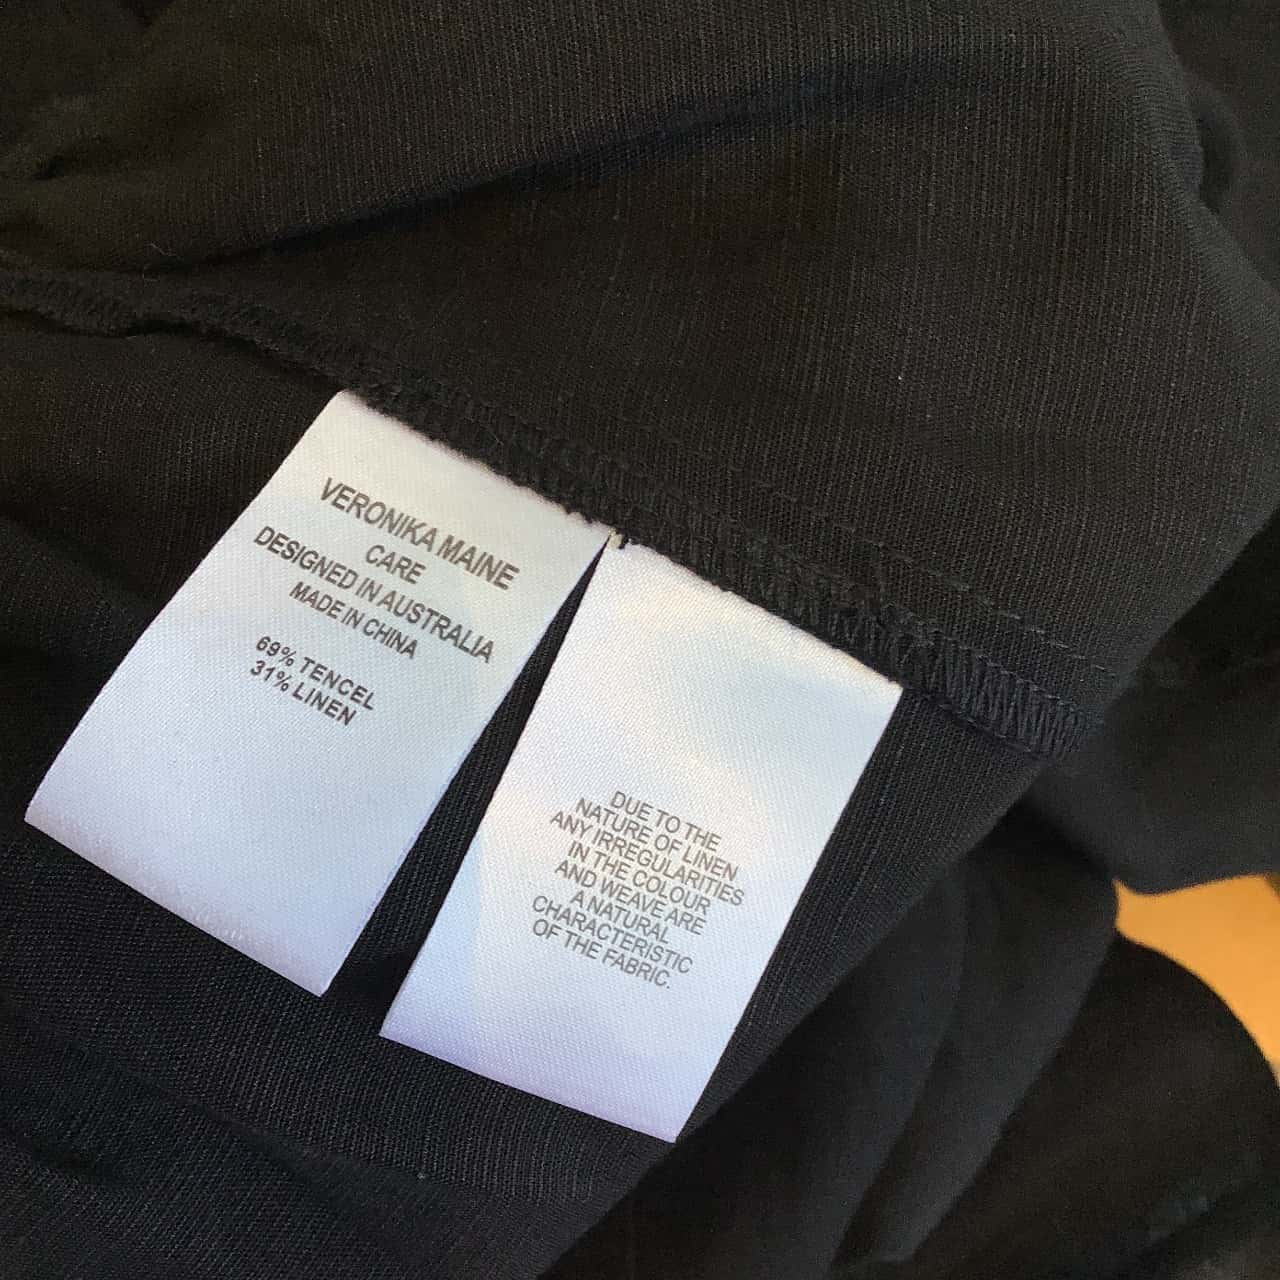 VERONIKA MAINE
CARE
DESIGNED IN AUSTRALIA
MADE IN CHINA
69% TENCEL
31% LINEN
DUE TO THE
NATURE OF LINEN
ANY IRREGULARITIES
IN THE COLOUR
AND WEAVE ARE
A NATURAL
CHARACTERISTIC
OF THE FABRIC.